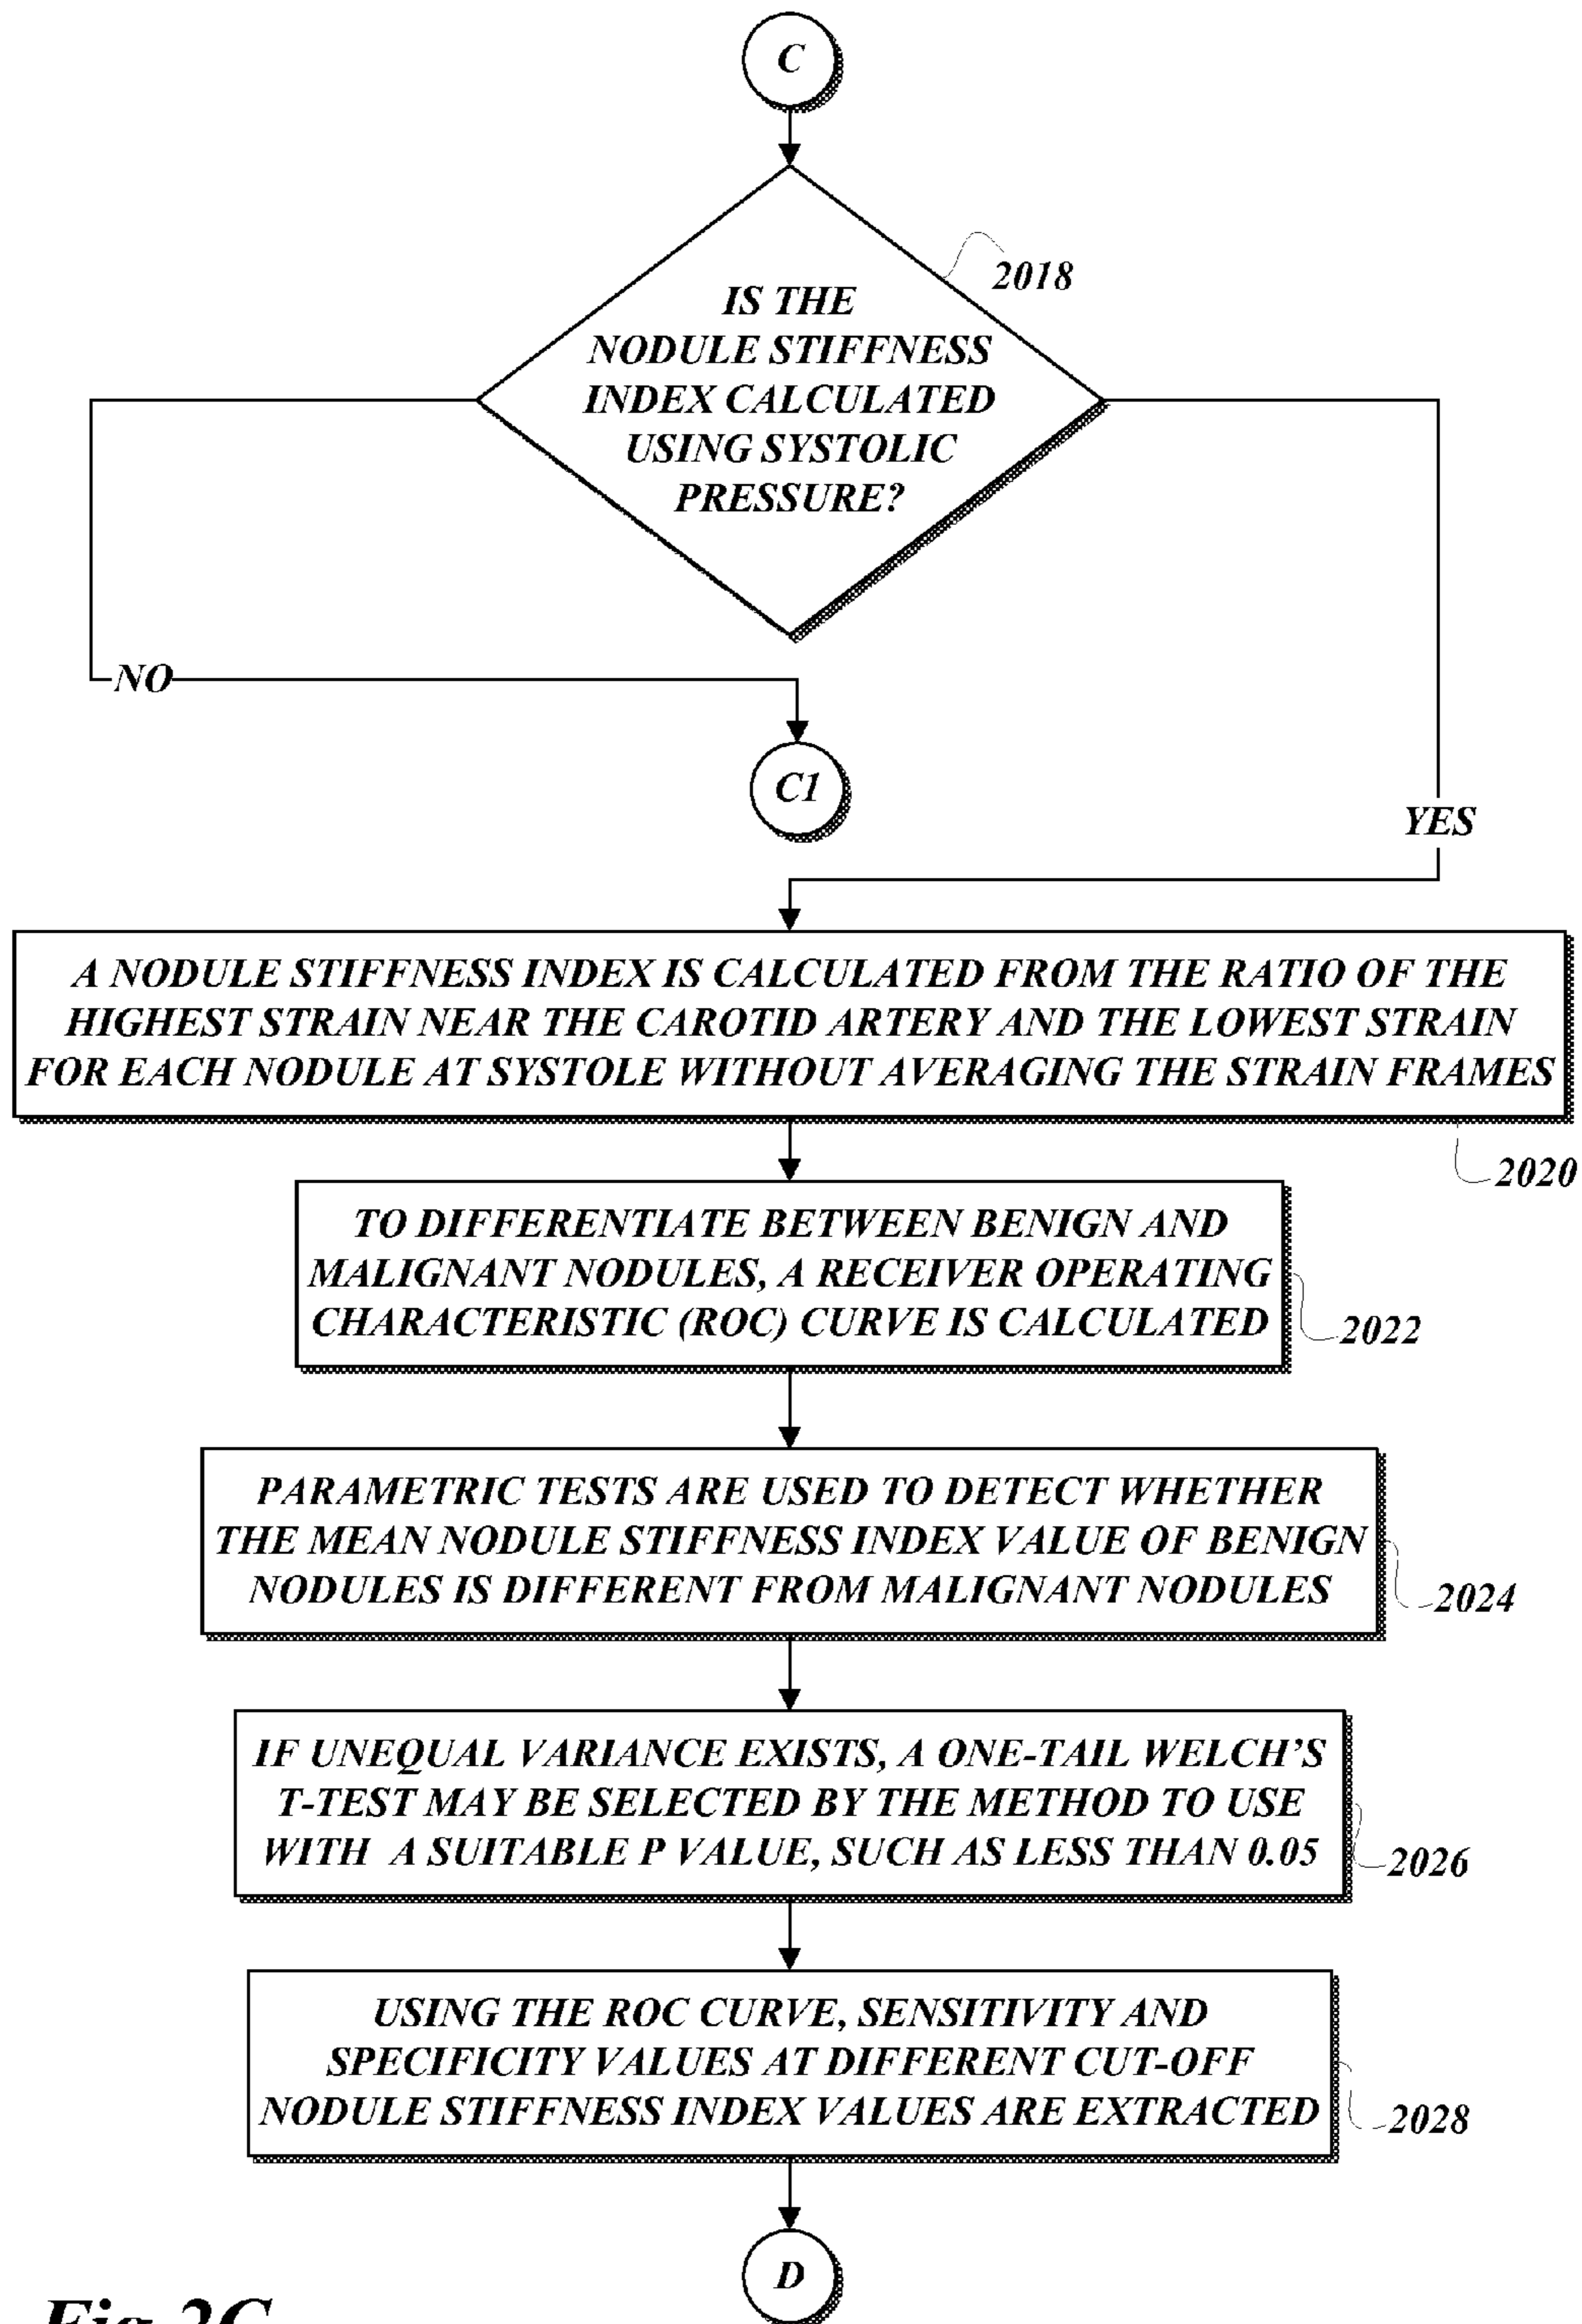 C
2018
IS THE
NODULE STIFFNESS
INDEX CALCULATED
USING SYSTOLIC
PRESSURE?
NO
C1
YES
A NODULE STIFFNESS INDEX IS CALCULATED FROM THE RATIO OF THE
HIGHEST STRAIN NEAR THE CAROTID ARTERY AND THE LOWEST STRAIN
FOR EACH NODULE AT SYSTOLE WITHOUT AVERAGING THE STRAIN FRAMES
2020
TO DIFFERENTIATE BETWEEN BENIGN AND
MALIGNANT NODULES, A RECEIVER OPERATING
CHARACTERISTIC (ROC) CURVE IS CALCULATED
2022
PARAMETRIC TESTS ARE USED TO DETECT WHETHER
THE MEAN NODULE STIFFNESS INDEX VALUE OF BENIGN
NODULES IS DIFFERENT FROM MALIGNANT NODULES
2024
IF UNEQUAL VARIANCE EXISTS, A ONE-TAIL WELCH'S
T-TEST MAY BE SELECTED BY THE METHOD TO USE
WITH A SUITABLE P VALUE, SUCH AS LESS THAN 0.05
2026
USING THE ROC CURVE, SENSITIVITY AND
SPECIFICITY VALUES AT DIFFERENT CUT-OFF
NODULE STIFFNESS INDEX VALUES ARE EXTRACTED
2028
D
Fig.2C